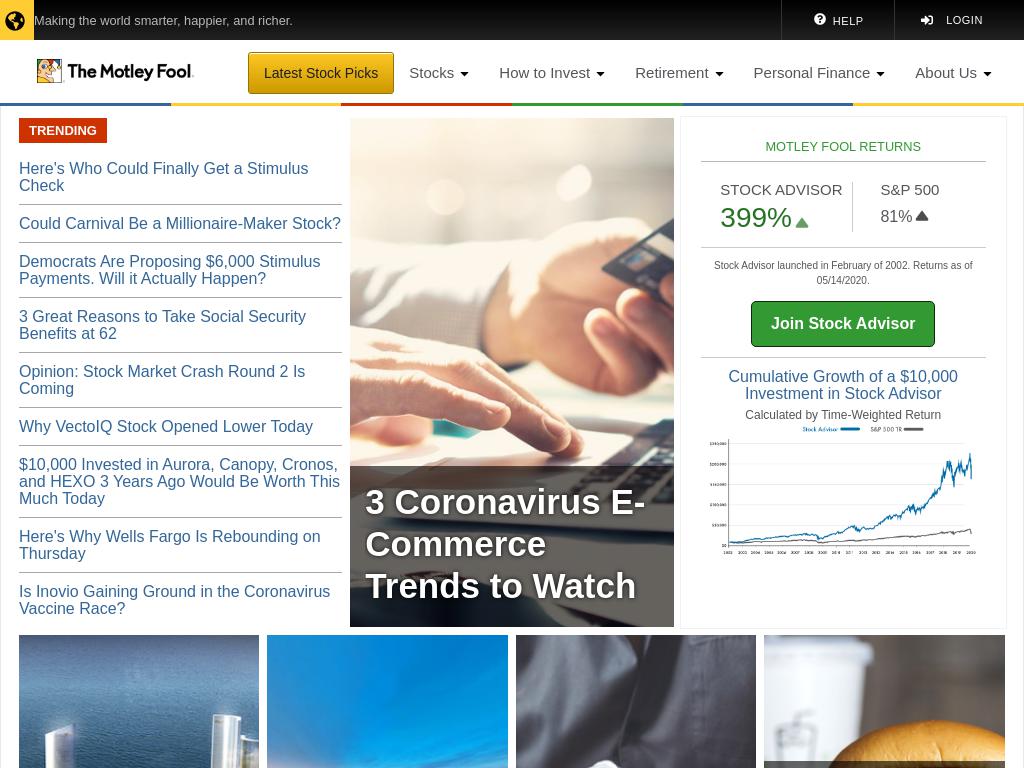 Making the world smarter, happier, and richer.
HELP
LOGIN
The Motley Fool
Latest Stock Picks
Stocks
How to Invest
Retirement
Personal Finance
About Us
TRENDING
Here's Who Could Finally Get a Stimulus
Check
Could Carnival Be a Millionaire-Maker Stock?
Democrats Are Proposing $6,000 Stimulus
Payments. Will it Actually Happen?
3 Great Reasons to Take Social Security
Benefits at 62
Opinion: Stock Market Crash Round 2 Is
Coming
Why VectoIQ Stock Opened Lower Today
$10,000 Invested in Aurora, Canopy, Cronos,
and HEXO 3 Years Ago Would Be Worth This
Much Today
Here's Why Wells Fargo Is Rebounding on
Thursday
Is Inovio Gaining Ground in the Coronavirus
Vaccine Race?
3 Coronavirus E-
Commerce
Trends to Watch
MOTLEY FOOL RETURNS
STOCK ADVISOR
399%
S&P 500
81%
Stock Advisor launched in February of 2002. Returns as of
05/14/2020.
Join Stock Advisor
Cumulative Growth of a $10,000
Investment in Stock Advisor
Calculated by Time-Weighted Return
Stock Advisor S&P 500 TR